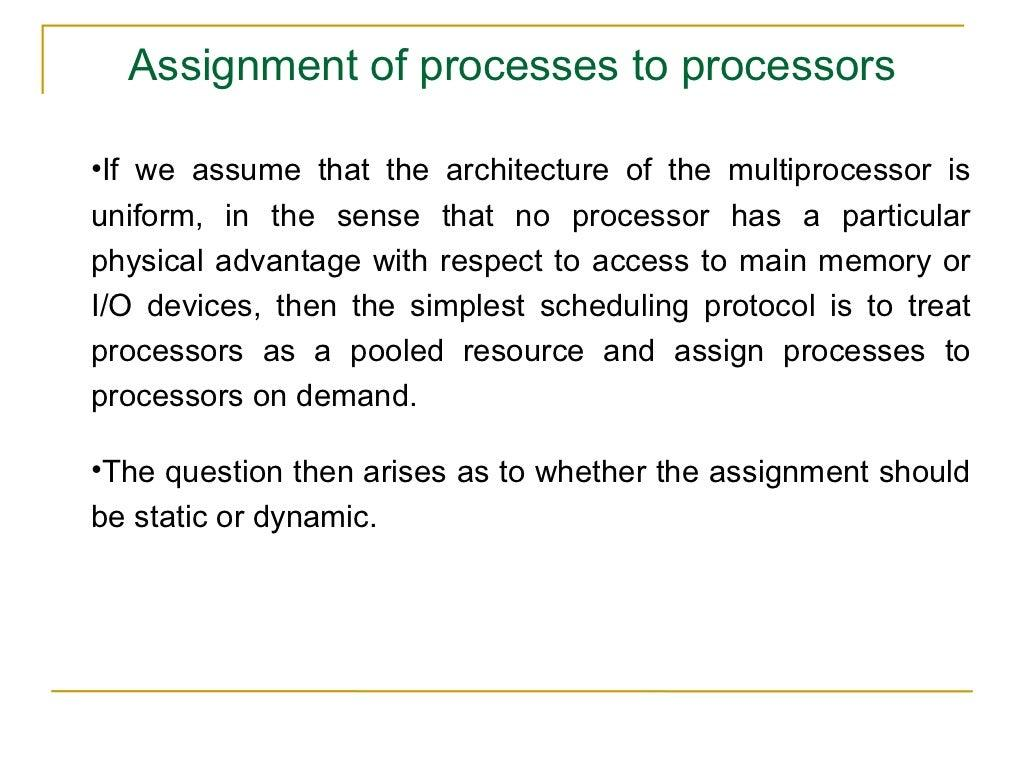 Assignment of processes to processors
•If we assume that the architecture of the multiprocessor is
uniform, in the sense that no processor has a particular
physical advantage with respect to access to main memory or
I/O devices, then the simplest scheduling protocol is to treat
processors as a pooled resource and assign processes to
processors on demand.
•The question then arises as to whether the assignment should
be static or dynamic.